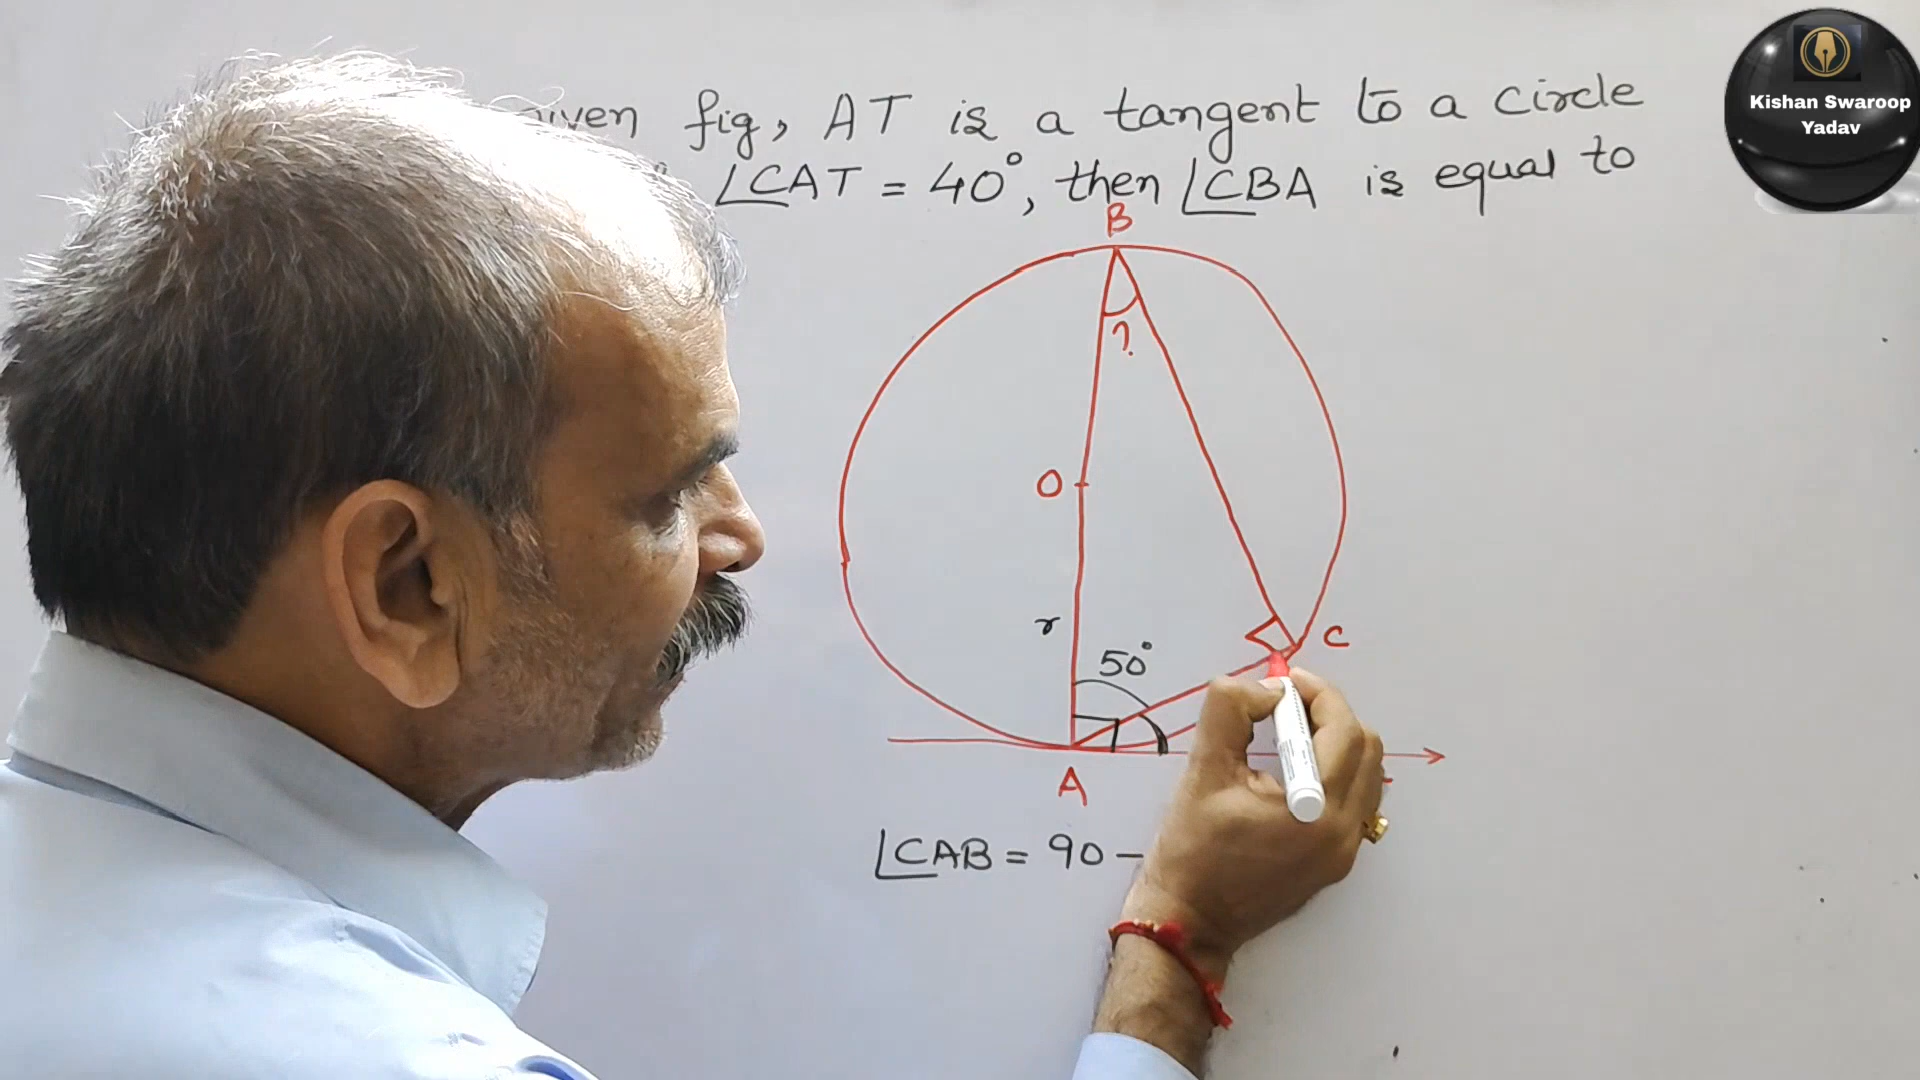 fig, AT is a tangent to a circle
∠CAT = 40°, then ∠CBA is equal to
B
?
O
r
50°
C
A
∠CAB = 90 -
Kishan Swaroop
Yadav